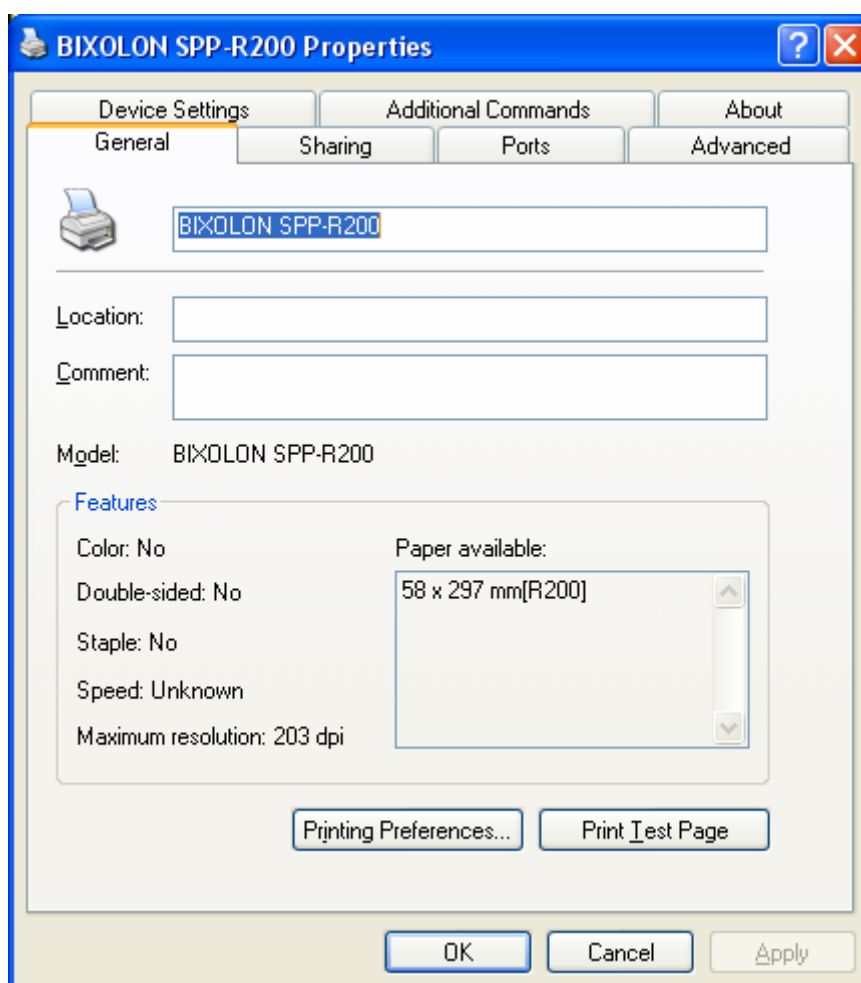 BIXOLON SPP-R200 Properties
Device Settings Additional Commands About
General Sharing Ports Advanced
BIXOLON SPP-R200
Location:
Comment:
Model: BIXOLON SPP-R200
Features
Color: No Paper available:
58 x 297 mm[R200]
Double-sided: No
Staple: No
Speed: Unknown
Maximum resolution: 203 dpi
Printing Preferences... Print Test Page
OK Cancel Apply